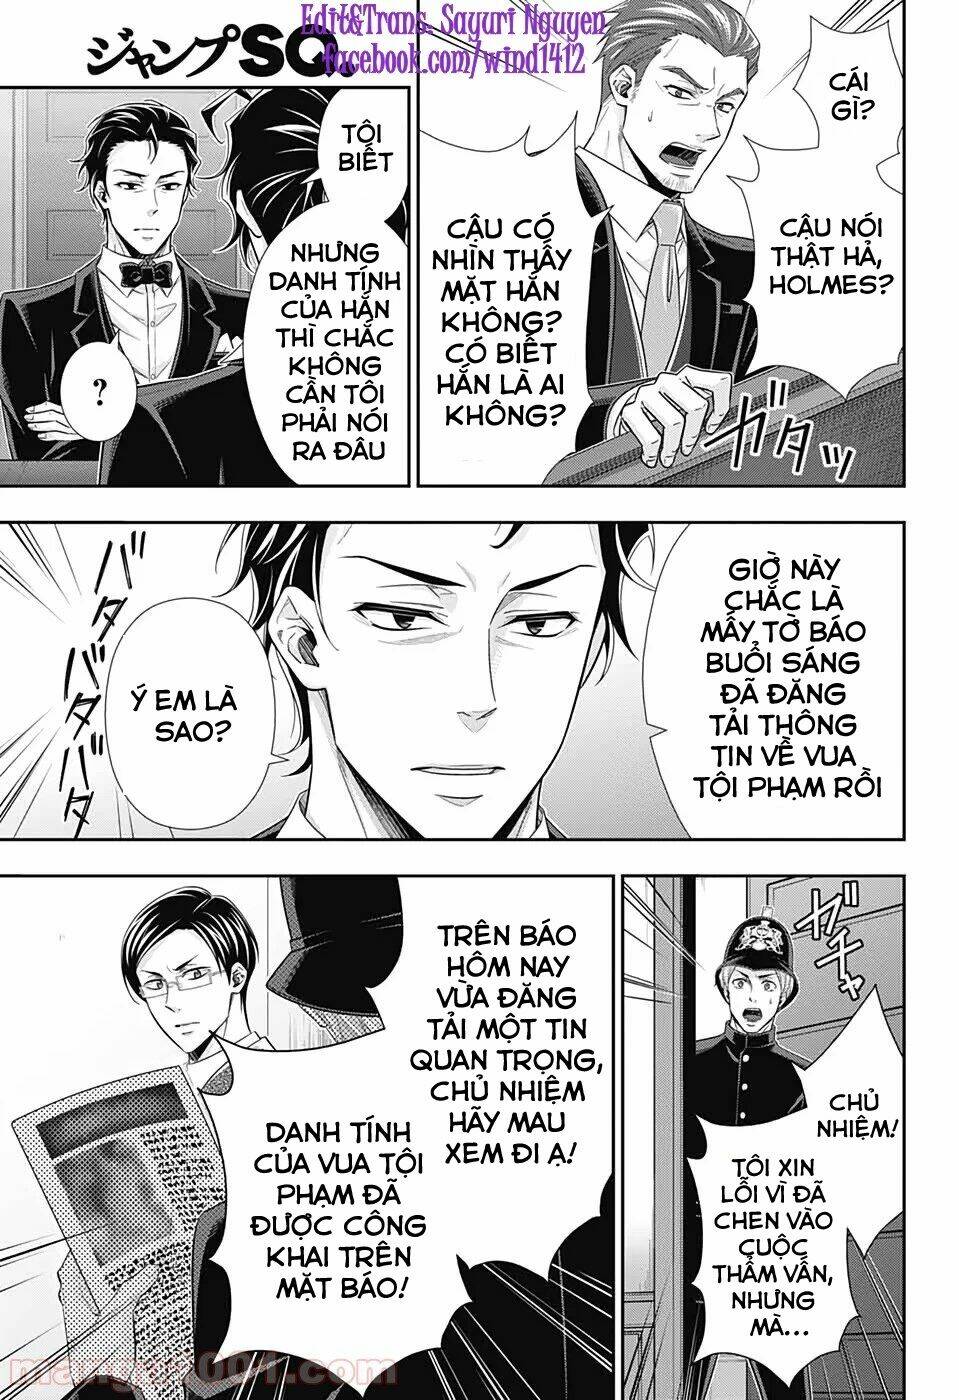 Edit&Trans. Sayuri Nguyen
facebook.com/wind1412
ジャンプSQ
CÁI
GÌ?
CẬU NÓI
THẬT HẢ,
HOLMES?
CẬU CÓ
NHÌN THẤY
MẶT HẮN
KHÔNG?
CÓ BIẾT
HẮN LÀ AI
KHÔNG?
ガタッ
TÔI
BIẾT
NHƯNG
DANH TÍNH
CỦA HẮN
THÌ CHẮC
KHÔNG
CẦN TÔI
PHẢI NÓI
RA ĐÂU
?
GIỜ NÀY
CHẮC LÀ
MẤY TỜ BÁO
BUỔI SÁNG
ĐÃ ĐĂNG
TẢI THÔNG
TIN VỀ VUA
TỘI PHẠM RỒI
Ý EM LÀ
SAO?
バタバタ
ガチャ
CHỦ
NHIỆM!
TÔI XIN
LỖI VÌ ĐÃ
CHEN VÀO
CUỘC
THẨM VẤN,
NHƯNG
MÀ...
TRÊN BÁO
HÔM NAY
VỪA ĐĂNG
TẢI MỘT TIN
QUAN TRỌNG,
CHỦ NHIỆM
HÃY MAU
XEM ĐI Ạ!
DANH TÍNH
CỦA VUA TỘI
PHẠM ĐÃ
ĐƯỢC CÔNG
KHAI TRÊN
MẶT BÁO!